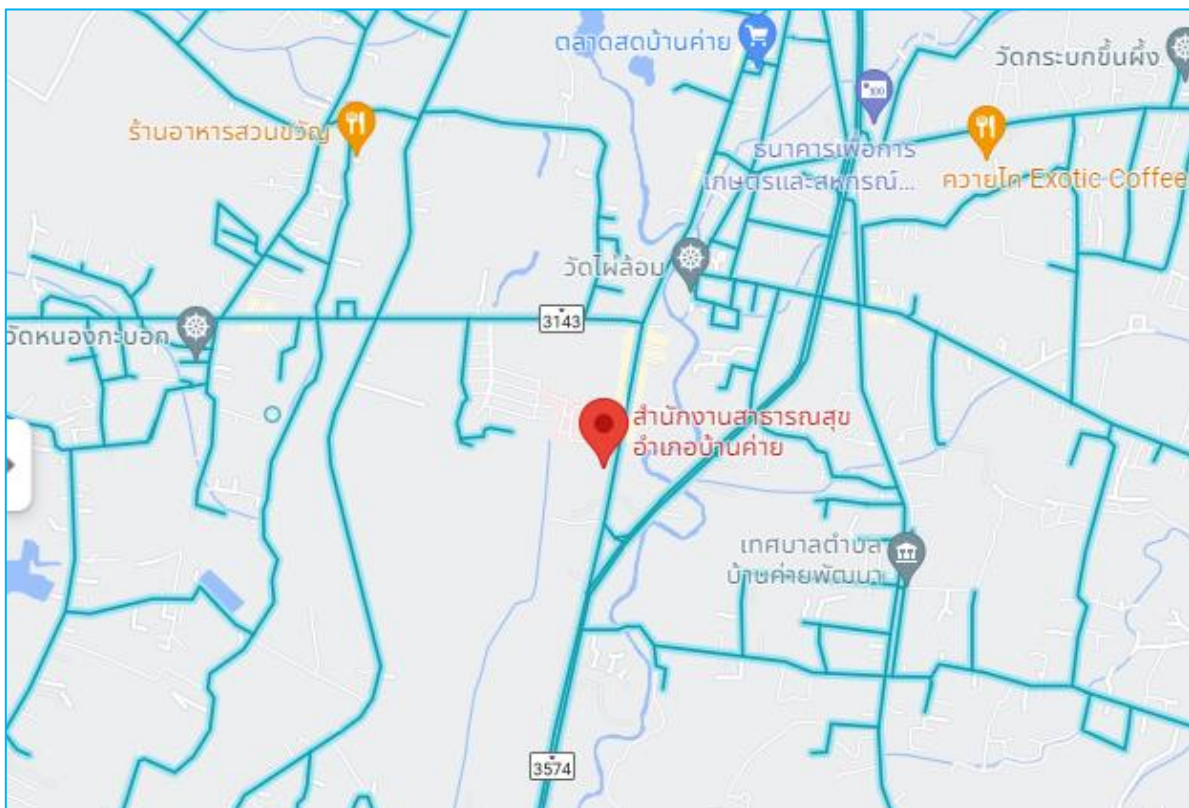 ตลาดสดบ้านค่าย
วัดกระบกขึ้นผึ้ง
ร้านอาหารสวนขวัญ
ธนาคารเพื่อการ
เกษตรและสหกรณ์...
ควายโก Exotic Coffee
วัดไผ่ล้อม
3143
วัดหนองกะบอก
สำนักงานสาธารณสุข
อำเภอบ้านค่าย
เทศบาลตำบล
บ้านค่ายพัฒนา
3574